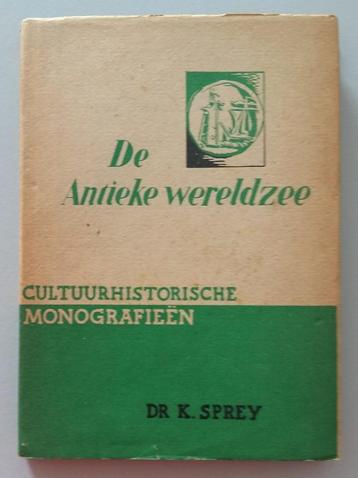 De
Antieke wereldzee
CULTUURHISTORISCHE
MONOGRAFIEËN
DR K. SPREY